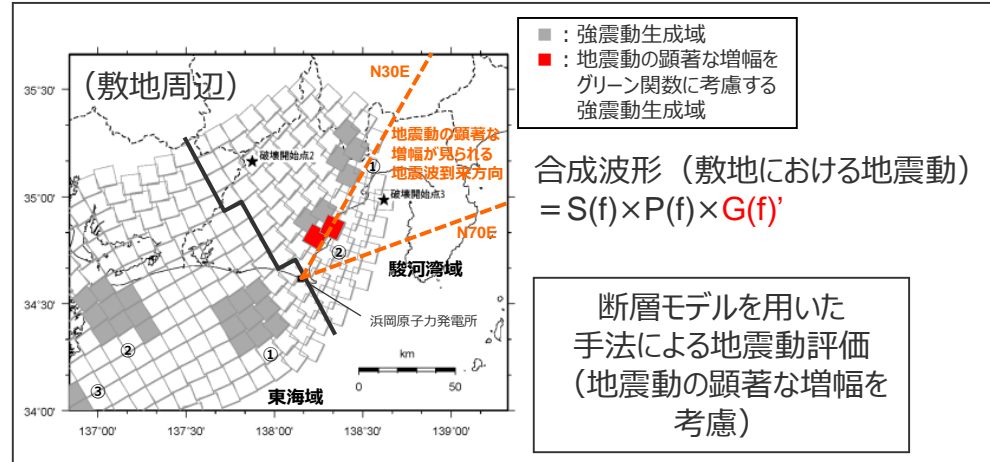 ■：強震動生成域
■：地震動の顕著な増幅を
グリーン関数に考慮する
強震動生成域
（敷地周辺）
N30E
地震動の顕著な
増幅が見られる
地震波到来方向
①
★破壊開始点2
★破壊開始点3
N70E
②
駿河湾域
浜岡原子力発電所
②
①
③
東海域
km
0 50
35°30'
35°00'
34°30'
34°00'
137°00' 137°30' 138°00' 138°30' 139°00'
合成波形（敷地における地震動）
＝S(f)×P(f)×G(f)’
断層モデルを用いた
手法による地震動評価
（地震動の顕著な増幅を
考慮）